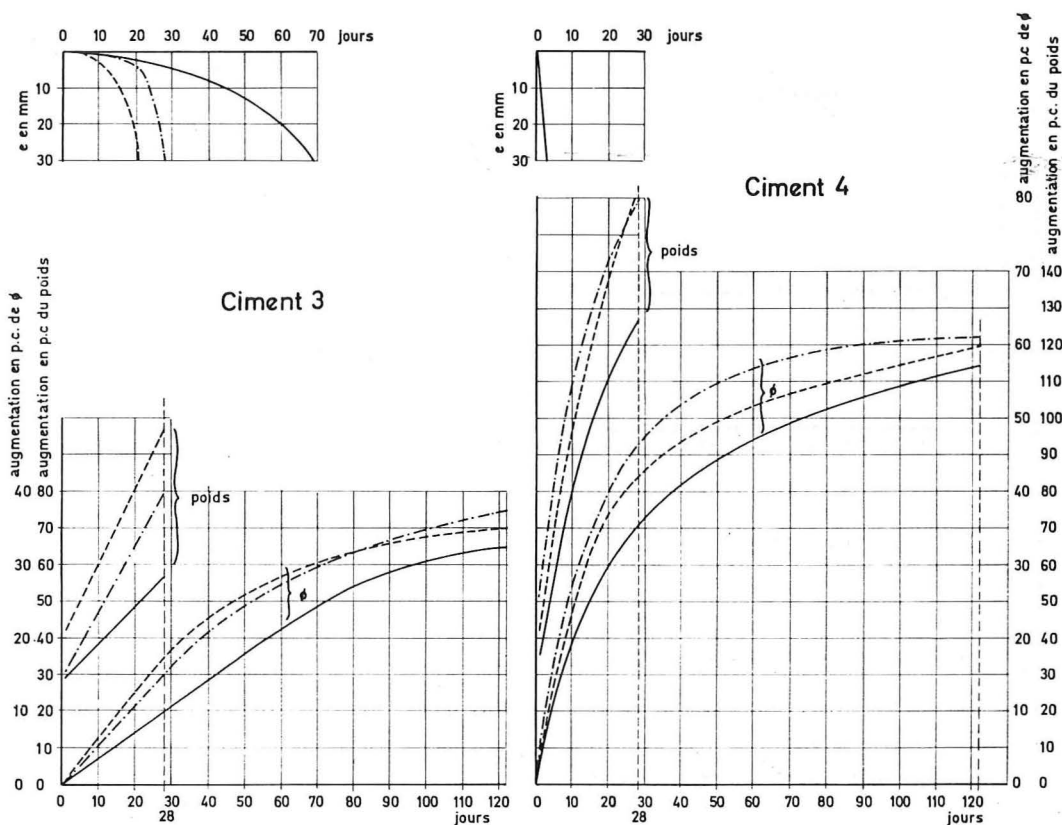 0 10 20 30 40 50 60 70 jours
10
20
30
e en mm
0 10 20 30 jours
10
20
30
e en mm
Ciment 3
Ciment 4
augmentation en p.c. de ø
augmentation en p.c du poids
40 80
70
30 60
50
20 40
30
10 20
10
0 0
poids
ø
0 10 20 30 40 50 60 70 80 90 100 110 120
28
jours
augmentation en p.c de ø
augmentation en p.c. du poids
80
70 140
130
60 120
110
50 100
90
40 80
70
30 60
50
20 40
30
10 20
10
0 0
poids
ø
0 10 20 30 40 50 60 70 80 90 100 110 120
28
jours